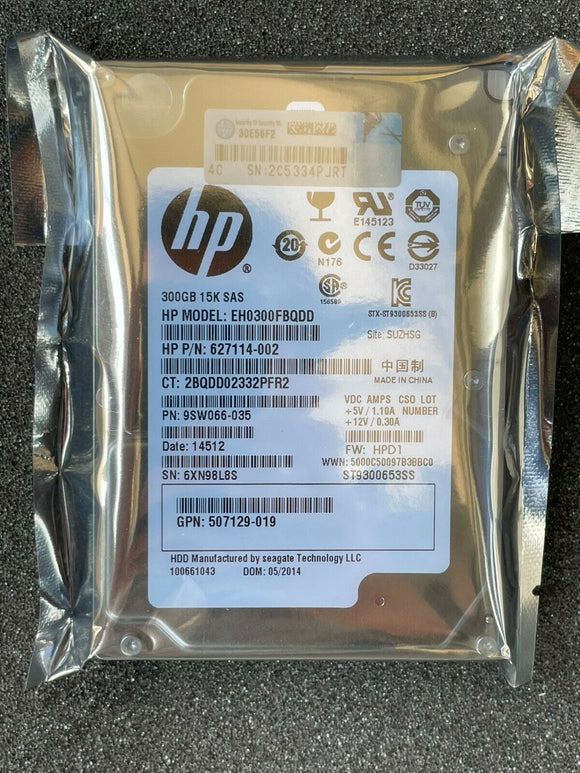 30E56F2
4C SN:2C5334PJRT
hp
®
E145123
TUV
20
N176
D33027
156589
STX-ST9300653SS (B)
300GB 15K SAS
HP MODEL: EH0300FBQDD
Site: SUZHSG
HP P/N: 627114-002
中国制
MADE IN CHINA
CT: 2BQDD02332PFR2
VDC AMPS CSO LOT
+5V / 1.10A NUMBER
+12V / 0.30A
PN: 9SW066-035
Date: 14512
FW: HPD1
WWN: 5000C50097B3BBC0
SN: 6XN98L8S
ST9300653SS
GPN: 507129-019
HDD Manufactured by seagate Technology LLC
100661043 DOM: 05/2014